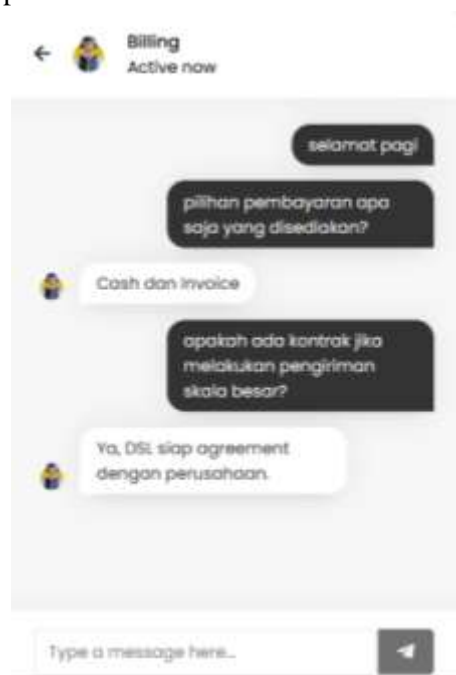 Billing
Active now
selamat pagi
pilihan pembayaran apa
saja yang disediakan?
Cash dan Invoice
apakah ada kontrak jika
melakukan pengiriman
skala besar?
Ya, DSL siap agreement
dengan perusahaan.
Type a message here...